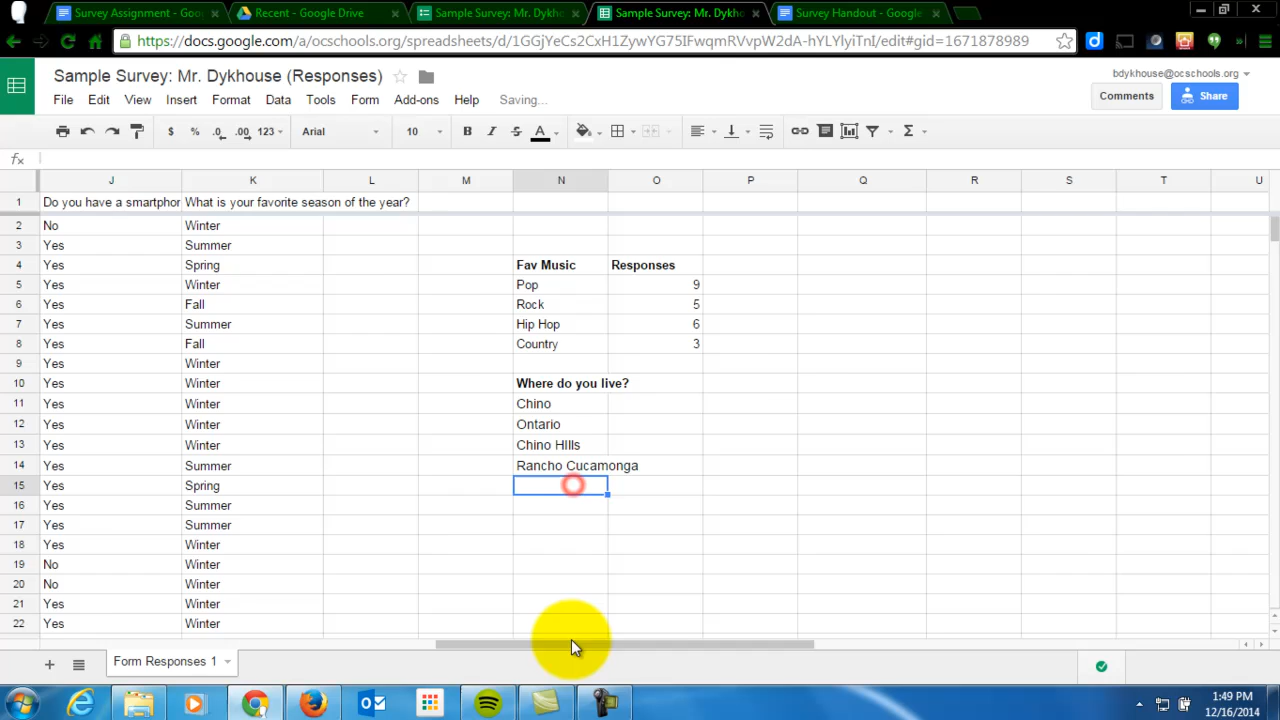 Survey Assignment - Goog
Recent - Google Drive
Sample Survey: Mr. Dykho
Sample Survey: Mr. Dykho
Survey Handout - Google
https://docs.google.com/a/ocschools.org/spreadsheets/d/1GGjYeCs2CxH1ZywYG75IFwqmRVvpW2dA-hYLYlyiTnI/edit#gid=1671878989
Sample Survey: Mr. Dykhouse (Responses)
bdykhouse@ocschools.org
File Edit View Insert Format Data Tools Form Add-ons Help Saving...
Comments Share
$ % .0 .00 123 Arial 10 B I S A Σ
fx
J K L M N O P Q R S T U
1 Do you have a smartphor What is your favorite season of the year?
2 No Winter
3 Yes Summer
4 Yes Spring Fav Music Responses
5 Yes Winter Pop 9
6 Yes Fall Rock 5
7 Yes Summer Hip Hop 6
8 Yes Fall Country 3
9 Yes Winter
10 Yes Winter Where do you live?
11 Yes Winter Chino
12 Yes Winter Ontario
13 Yes Winter Chino HIlls
14 Yes Summer Rancho Cucamonga
15 Yes Spring
16 Yes Summer
17 Yes Summer
18 Yes Winter
19 No Winter
20 No Winter
21 Yes Winter
22 Yes Winter
Form Responses 1
1:49 PM
12/16/2014